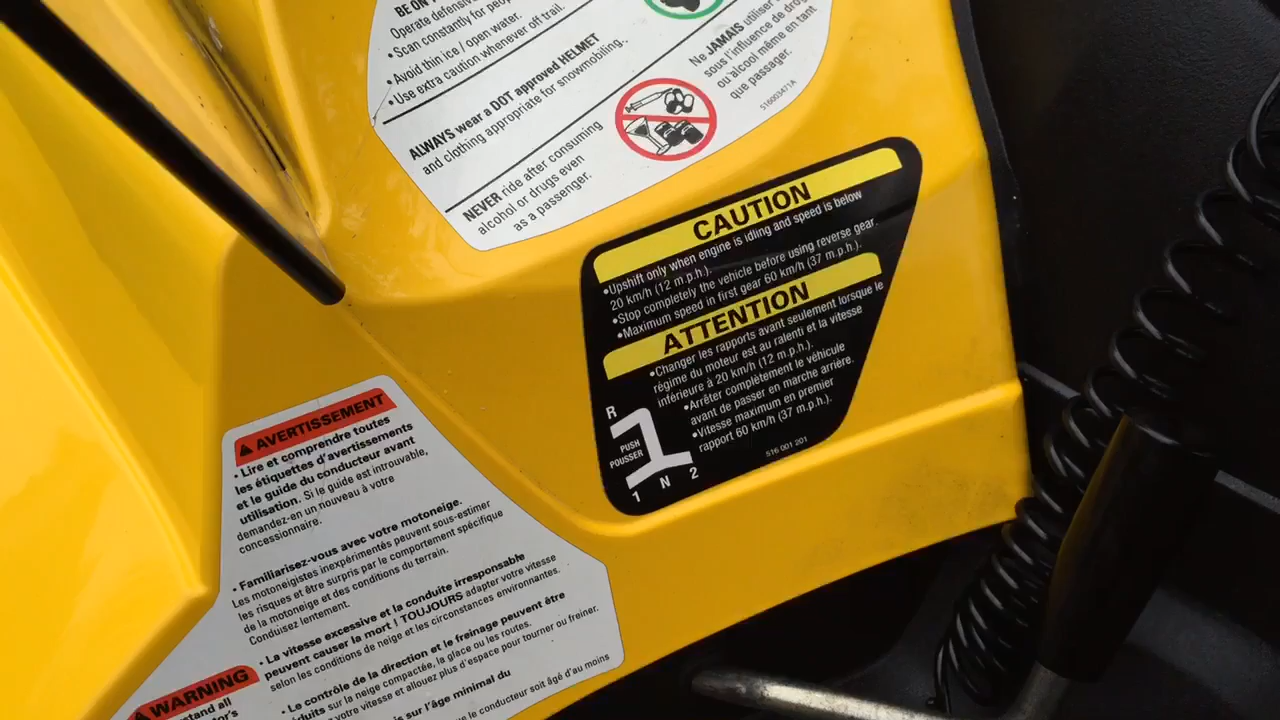 BE ON
Operate defensive
• Scan constantly for peop
• Avoid thin ice / open water.
• Use extra caution whenever off trail.
ALWAYS wear a DOT approved HELMET
and clothing appropriate for snowmobiling.
NEVER ride after consuming
alcohol or drugs even
as a passenger.
Ne JAMAIS utiliser
sous l'influence de drog
ou alcool même en tant
que passager.
516003471A
CAUTION
•Upshift only when engine is idling and speed is below
20 km/h (12 m.p.h.).
•Stop completely the vehicle before using reverse gear.
•Maximum speed in first gear 60 km/h (37 m.p.h.).
ATTENTION
•Changer les rapports avant seulement lorsque le
régime du moteur est au ralenti et la vitesse
inférieure à 20 km/h (12 m.p.h.).
•Arrêter complètement le véhicule
avant de passer en marche arrière.
•Vitesse maximum en premier
rapport 60 km/h (37 m.p.h.).
R
PUSH
POUSSER
1 N 2
516 001 201
AVERTISSEMENT
• Lire et comprendre toutes
les étiquettes d'avertissements
et le guide du conducteur avant
utilisation. Si le guide est introuvable,
demandez-en un nouveau à votre
concessionnaire.
• Familiarisez-vous avec votre motoneige.
Les motoneigistes inexpérimentés peuvent sous-estimer
les risques et être surpris par le comportement spécifique
de la motoneige et des conditions du terrain.
Conduisez lentement.
• La vitesse excessive et la conduite irresponsable
peuvent causer la mort ! TOUJOURS adapter votre vitesse
selon les conditions de neige et les circonstances environnantes.
• Le contrôle de la direction et le freinage peuvent être
duits sur la neige compactée, la glace ou les routes.
votre vitesse et allouez plus d'espace pour tourner ou freiner.
is sur l'âge minimal du
e le conducteur soit âgé d'au moins
WARNING
stand all
tor's